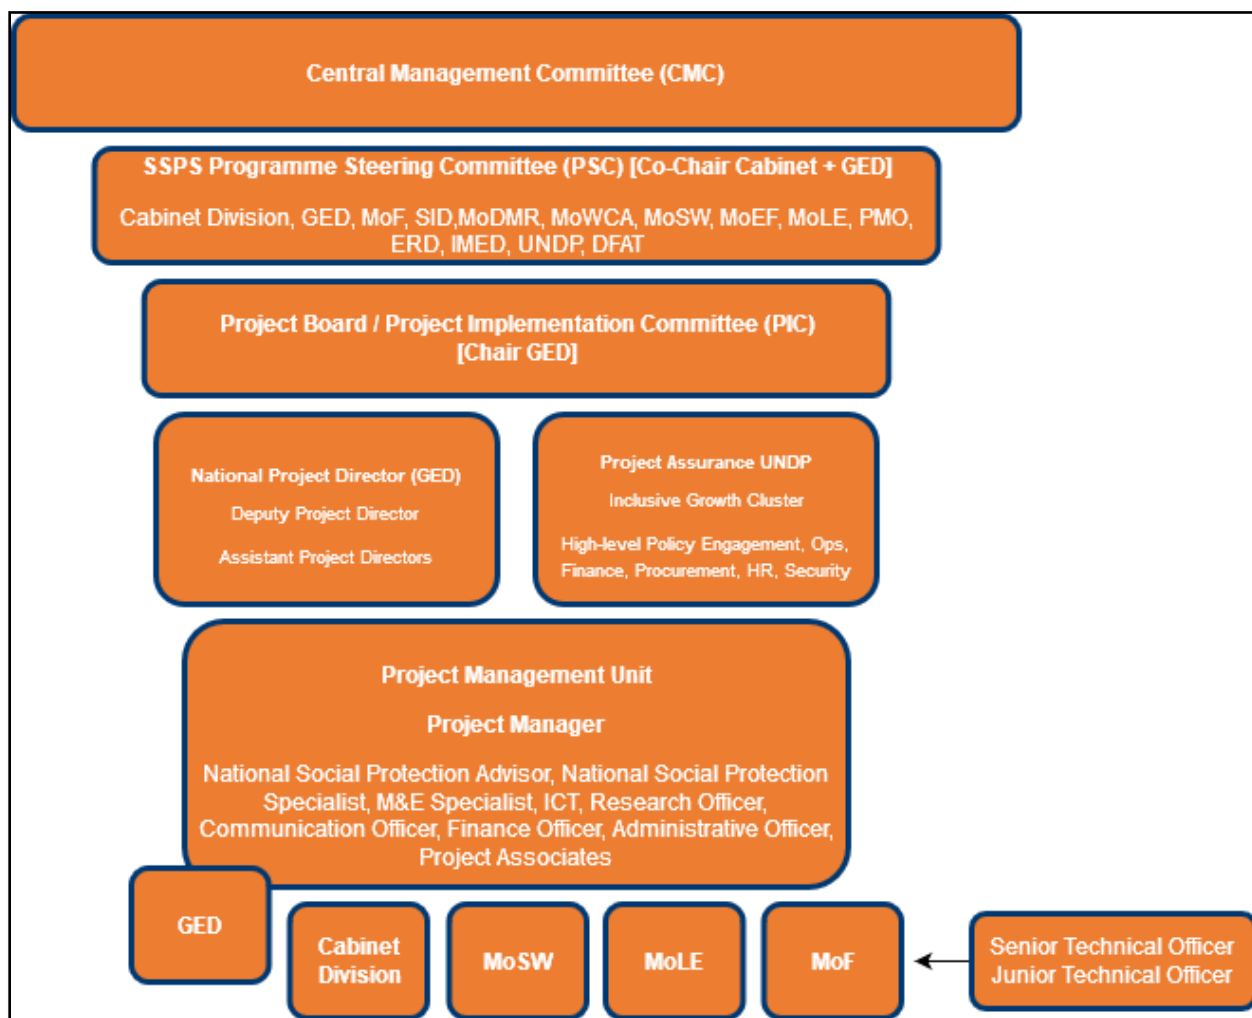 Central Management Committee (CMC)
SSPS Programme Steering Committee (PSC) [Co-Chair Cabinet + GED]
Cabinet Division, GED, MoF, SID,MoDMR, MoWCA, MoSW, MoEF, MoLE, PMO,
ERD, IMED, UNDP, DFAT
Project Board / Project Implementation Committee (PIC)
[Chair GED]
National Project Director (GED)
Deputy Project Director
Assistant Project Directors
Project Assurance UNDP
Inclusive Growth Cluster
High-level Policy Engagement, Ops,
Finance, Procurement, HR, Security
Project Management Unit
Project Manager
National Social Protection Advisor, National Social Protection
Specialist, M&E Specialist, ICT, Research Officer,
Communication Officer, Finance Officer, Administrative Officer,
Project Associates
GED
Cabinet
Division
MoSW
MoLE
MoF
Senior Technical Officer
Junior Technical Officer